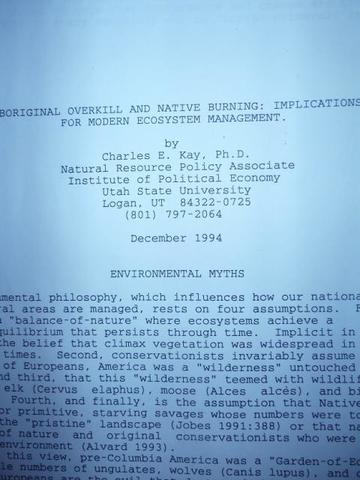 BORIGINAL OVERKILL AND NATIVE BURNING: IMPLICATIONS
FOR MODERN ECOSYSTEM MANAGEMENT.
by
Charles E. Kay, Ph.D.
Natural Resource Policy Associate
Institute of Political Economy
Utah State University
Logan, UT 84322-0725
(801) 797-2064
December 1994
ENVIRONMENTAL MYTHS
mental philosophy, which influences how our nationa
ral areas are managed, rests on four assumptions. F
"balance-of-nature" where ecosystems achieve a
quilibrium that persists through time. Implicit in
the belief that climax vegetation was widespread in
times. Second, conservationists invariably assume
of Europeans, America was a "wilderness" untouched
nd third, that this "wilderness" teemed with wildlif
elk (Cervus elaphus), moose (Alces alces), and bi
Fourth, and finally, is the assumption that Native
or primitive, starving savages whose numbers were to
the "pristine" landscape (Jobes 1991:388) or that na
of nature and original conservationists who were
environment (Alvard 1993).
this view, pre-Columbia America was a "Garden-of-Ed
le numbers of ungulates, wolves (Canis lupus), and o